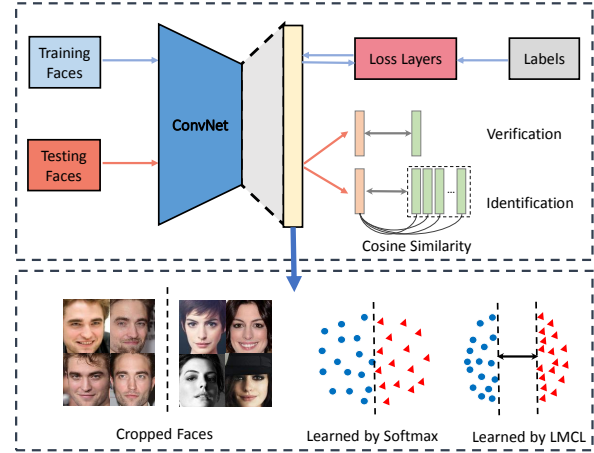 Training
Faces
ConvNet
Loss Layers
Labels
Testing
Faces
Verification
...
Identification
Cosine Similarity
Cropped Faces
Learned by Softmax
Learned by LMCL